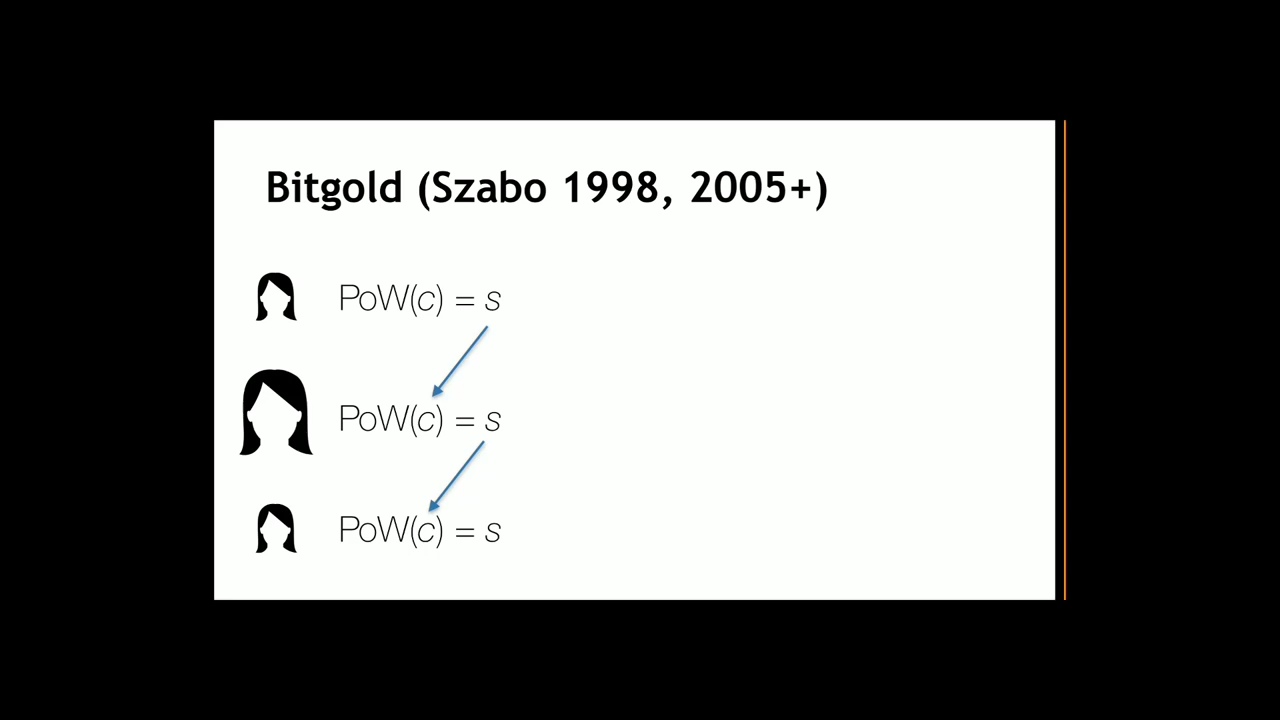 Bitgold (Szabo 1998, 2005+)
PoW(c) = s
PoW(c) = s
PoW(c) = s